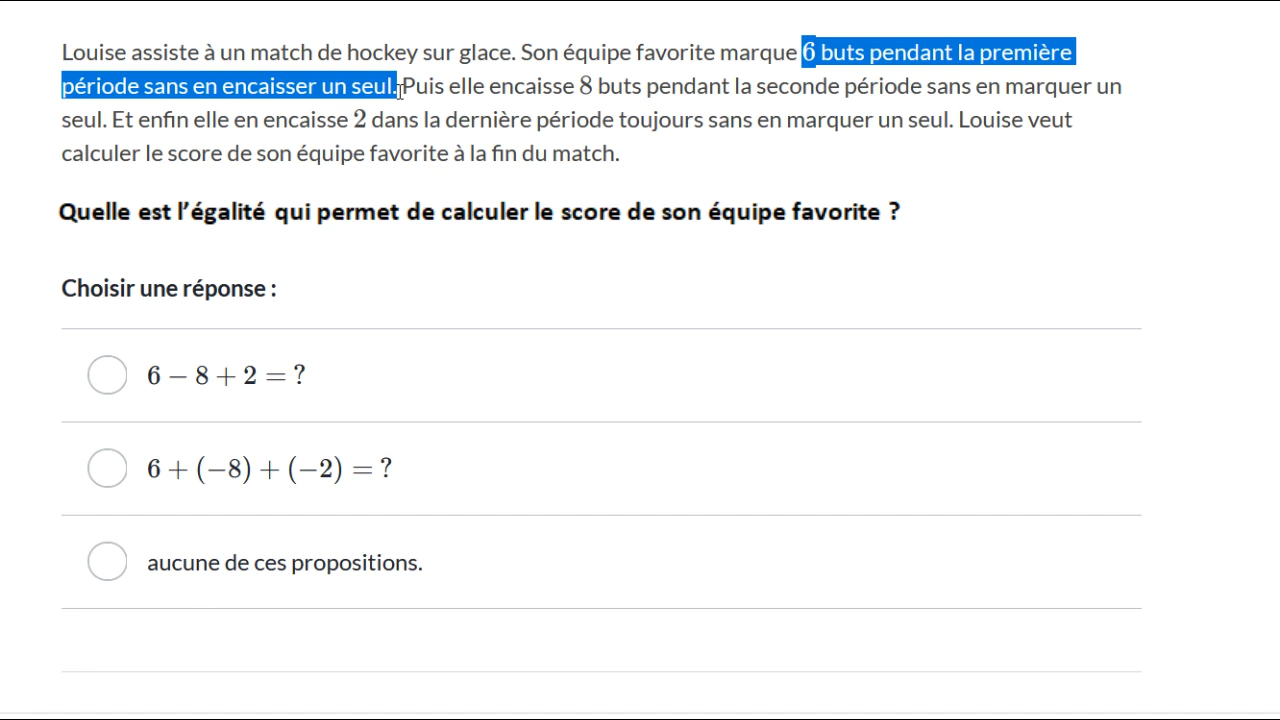 Louise assiste à un match de hockey sur glace. Son équipe favorite marque 6 buts pendant la première
période sans en encaisser un seul. Puis elle encaisse 8 buts pendant la seconde période sans en marquer un
seul. Et enfin elle en encaisse 2 dans la dernière période toujours sans en marquer un seul. Louise veut
calculer le score de son équipe favorite à la fin du match.
Quelle est l’égalité qui permet de calculer le score de son équipe favorite ?
Choisir une réponse :
6 − 8 + 2 = ?
6 + (−8) + (−2) = ?
aucune de ces propositions.